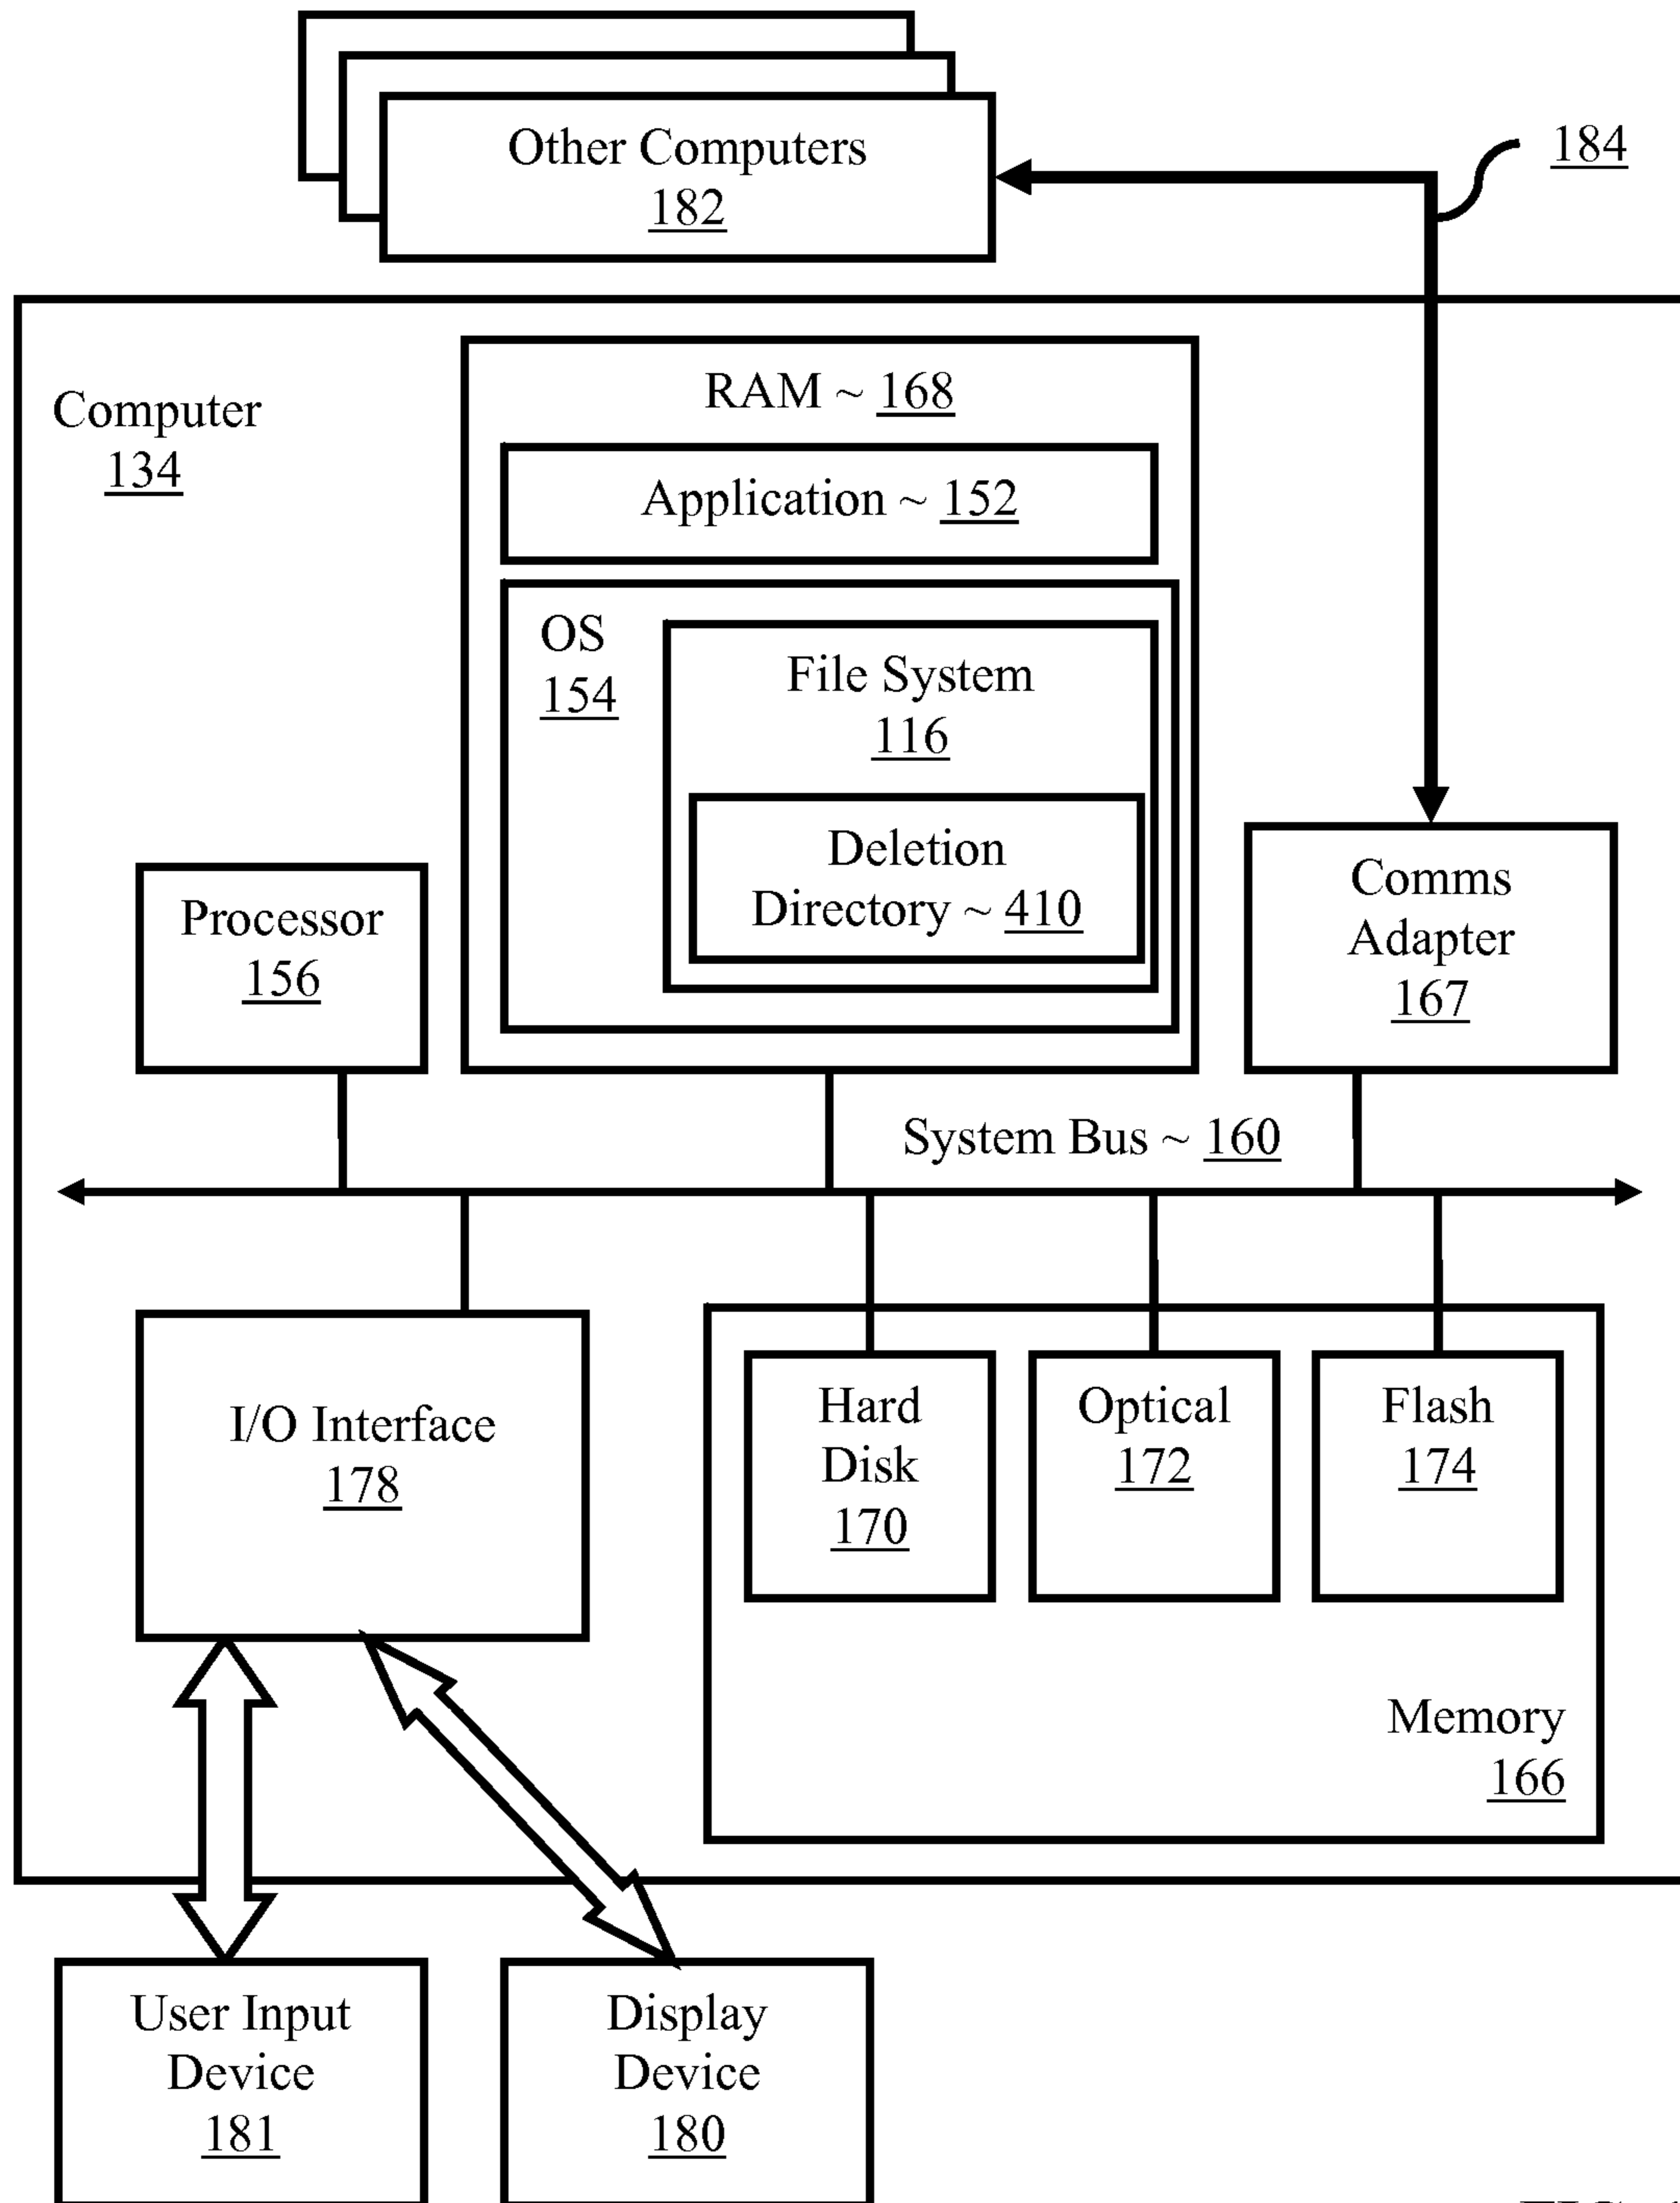 Other Computers
182
184
Computer
134
RAM ~ 168
Application ~ 152
OS
154
File System
116
Deletion
Directory ~ 410
Processor
156
Comms
Adapter
167
System Bus ~ 160
I/O Interface
178
Hard
Disk
170
Optical
172
Flash
174
Memory
166
User Input
Device
181
Display
Device
180